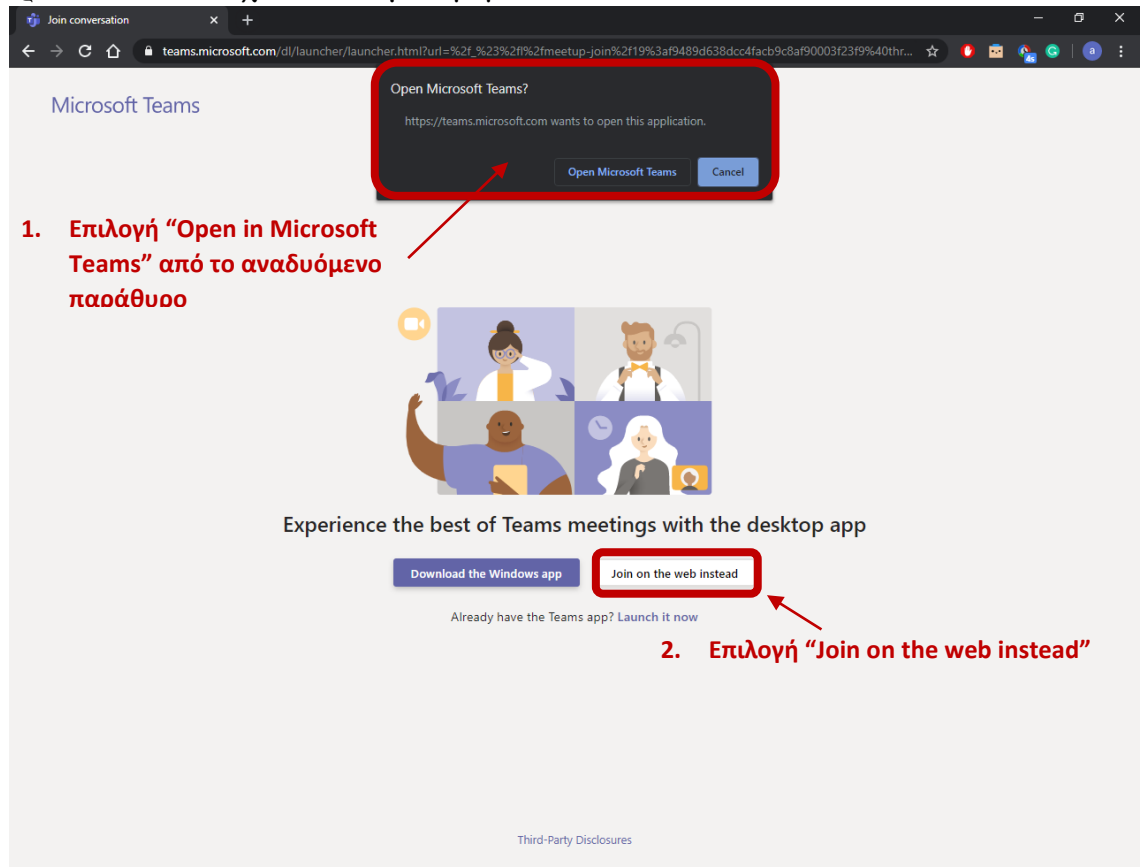 Join conversation
teams.microsoft.com/dl/launcher/launcher.html?url=%2f_%23%2fl%2fmeetup-join%2f19%3af9489d638dcc4facb9c8af90003f23f9%40thr...
4s
G
a
Microsoft Teams
Open Microsoft Teams?
https://teams.microsoft.com wants to open this application.
Open Microsoft Teams
Cancel
1. Επιλογή “Open in Microsoft
Teams” από το αναδυόμενο
παράθυρο
Experience the best of Teams meetings with the desktop app
Download the Windows app
Join on the web instead
Already have the Teams app? Launch it now
2. Επιλογή “Join on the web instead”
Third-Party Disclosures